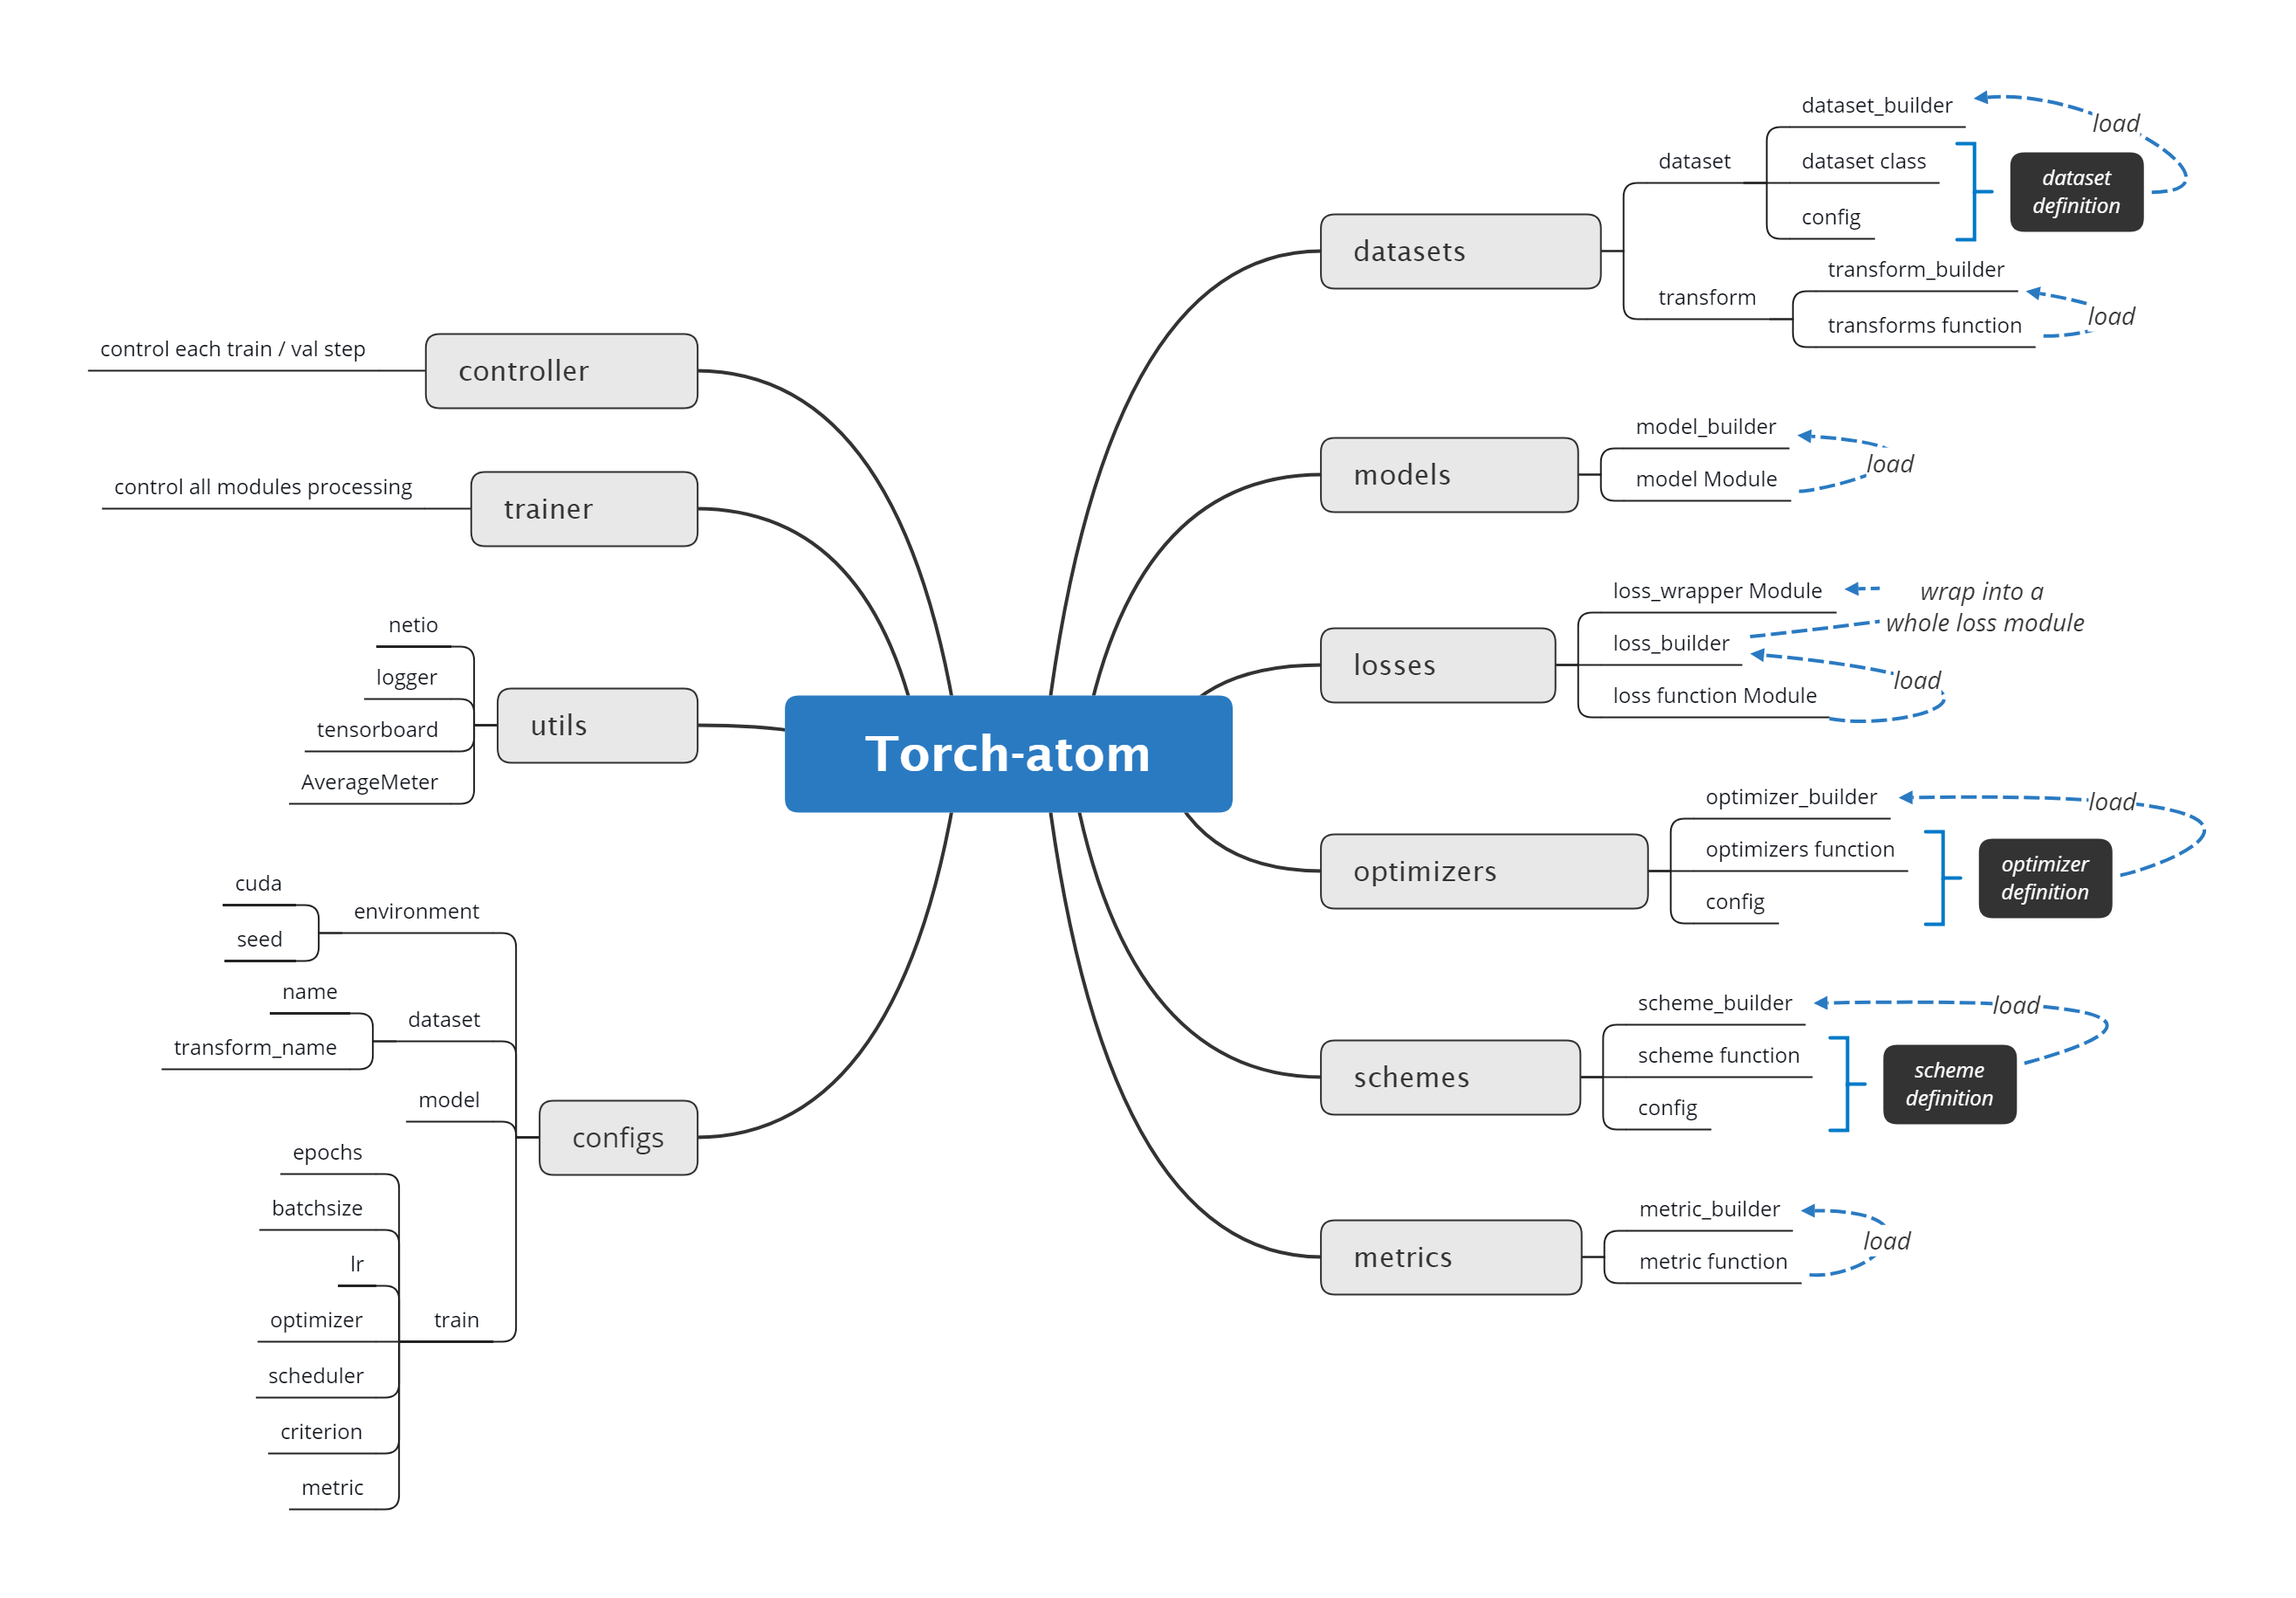 Torch-atom
controller
control each train / val step
trainer
control all modules processing
utils
netio
logger
tensorboard
AverageMeter
configs
environment
cuda
seed
dataset
name
transform_name
model
train
epochs
batchsize
lr
optimizer
scheduler
criterion
metric
datasets
dataset
dataset_builder
dataset class
config
dataset
definition
load
transform
transform_builder
transforms function
load
models
model_builder
model Module
load
losses
loss_wrapper Module
loss_builder
loss function Module
wrap into a
whole loss module
load
optimizers
optimizer_builder
optimizers function
config
optimizer
definition
load
schemes
scheme_builder
scheme function
config
scheme
definition
load
metrics
metric_builder
metric function
load